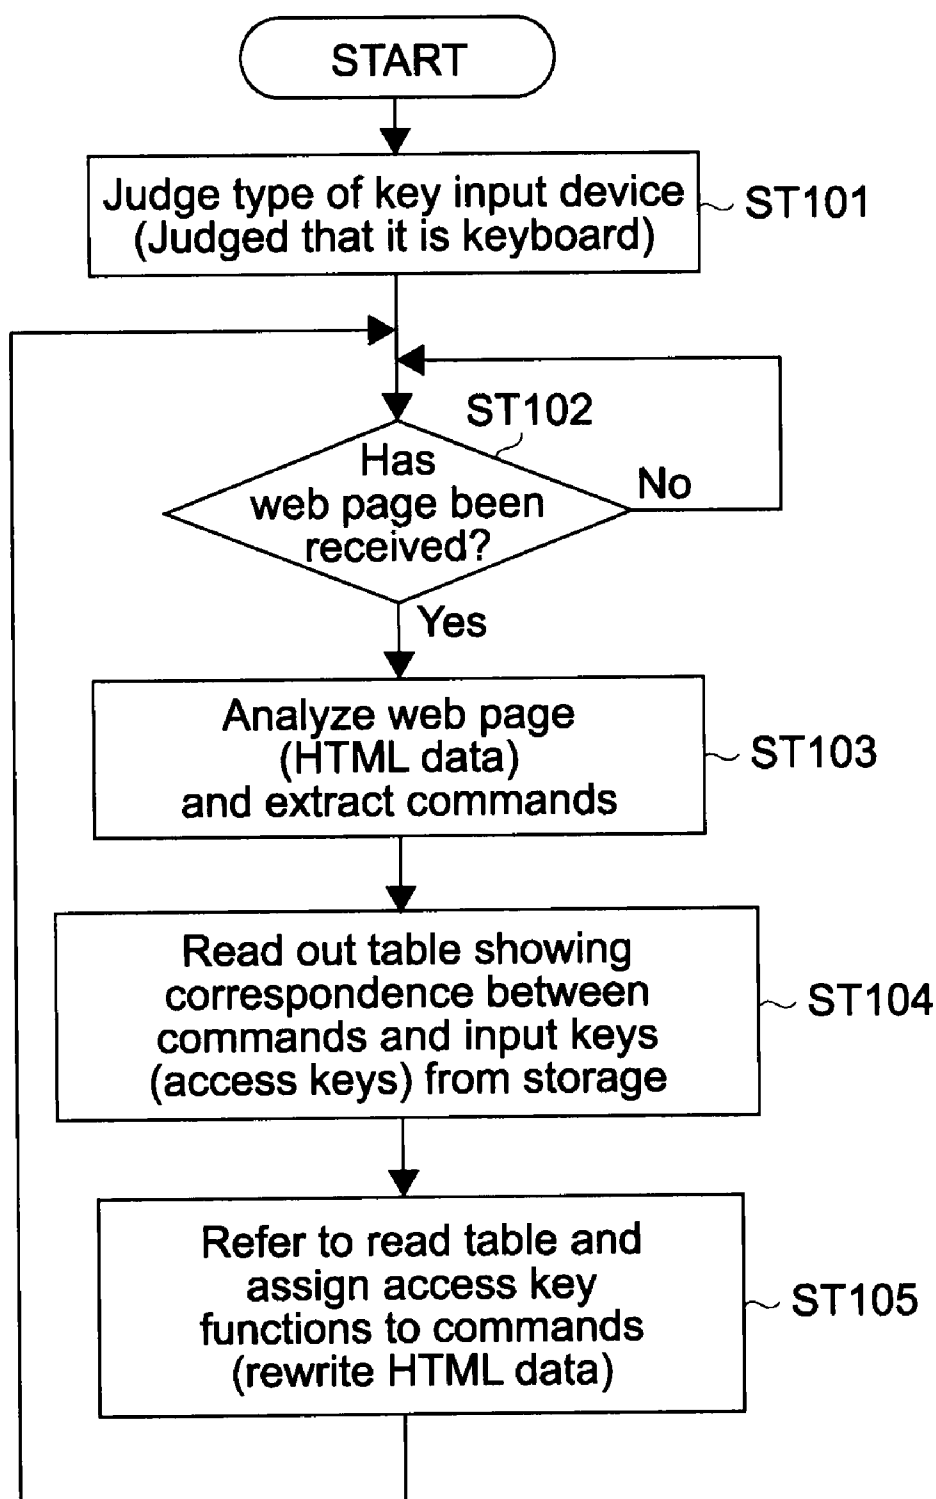 START
Judge type of key input device
(Judged that it is keyboard)
ST101
ST102
Has
web page been
received?
No
Yes
Analyze web page
(HTML data)
and extract commands
ST103
Read out table showing
correspondence between
commands and input keys
(access keys) from storage
ST104
Refer to read table and
assign access key
functions to commands
(rewrite HTML data)
ST105